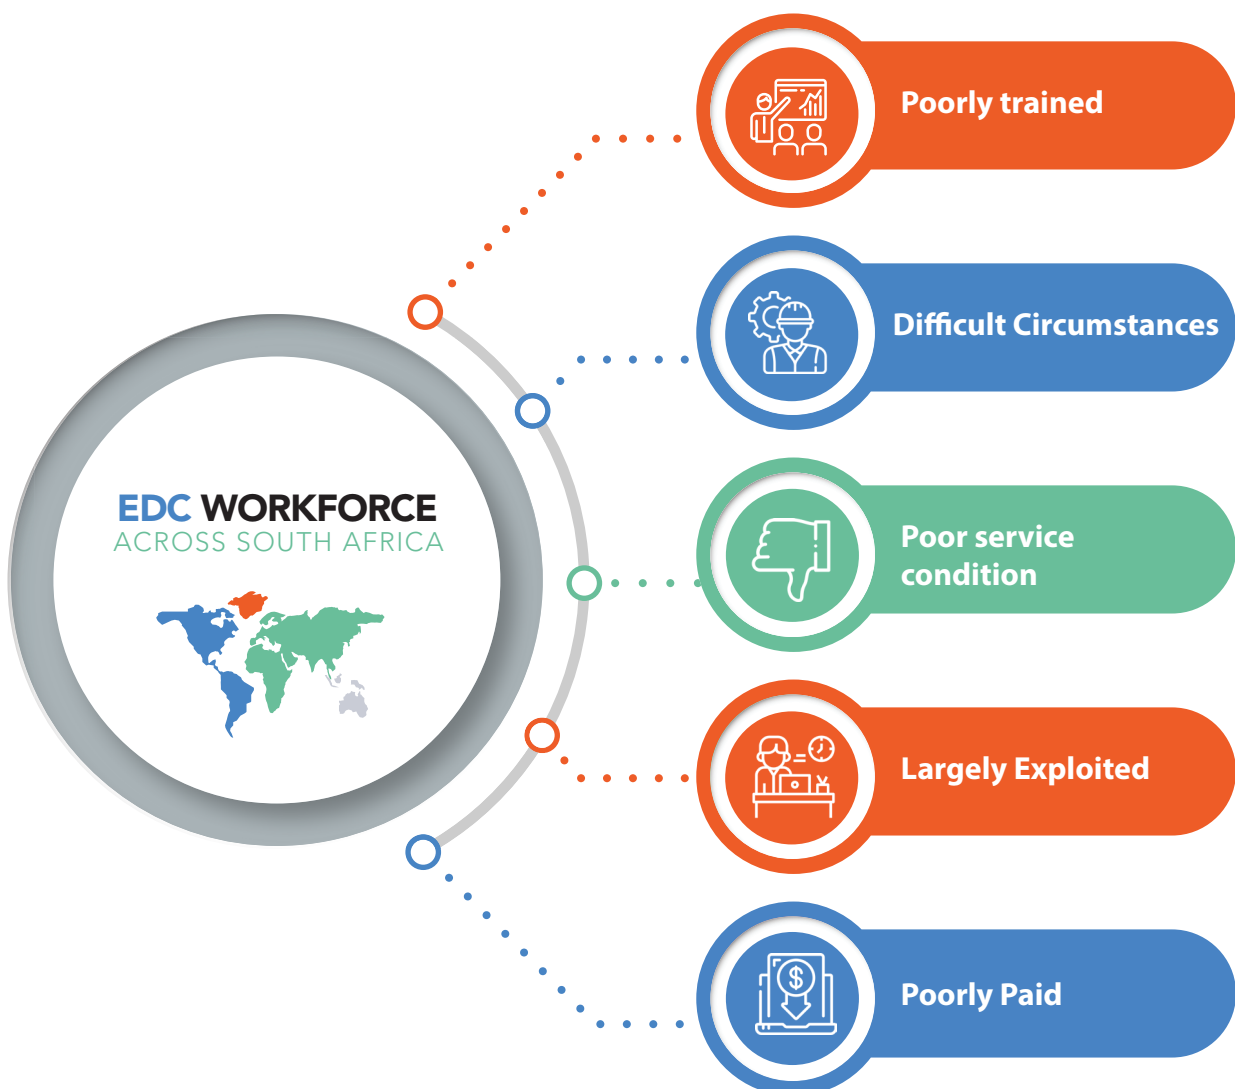 EDC WORKFORCE
ACROSS SOUTH AFRICA
Poorly trained
Difficult Circumstances
Poor service
condition
Largely Exploited
Poorly Paid